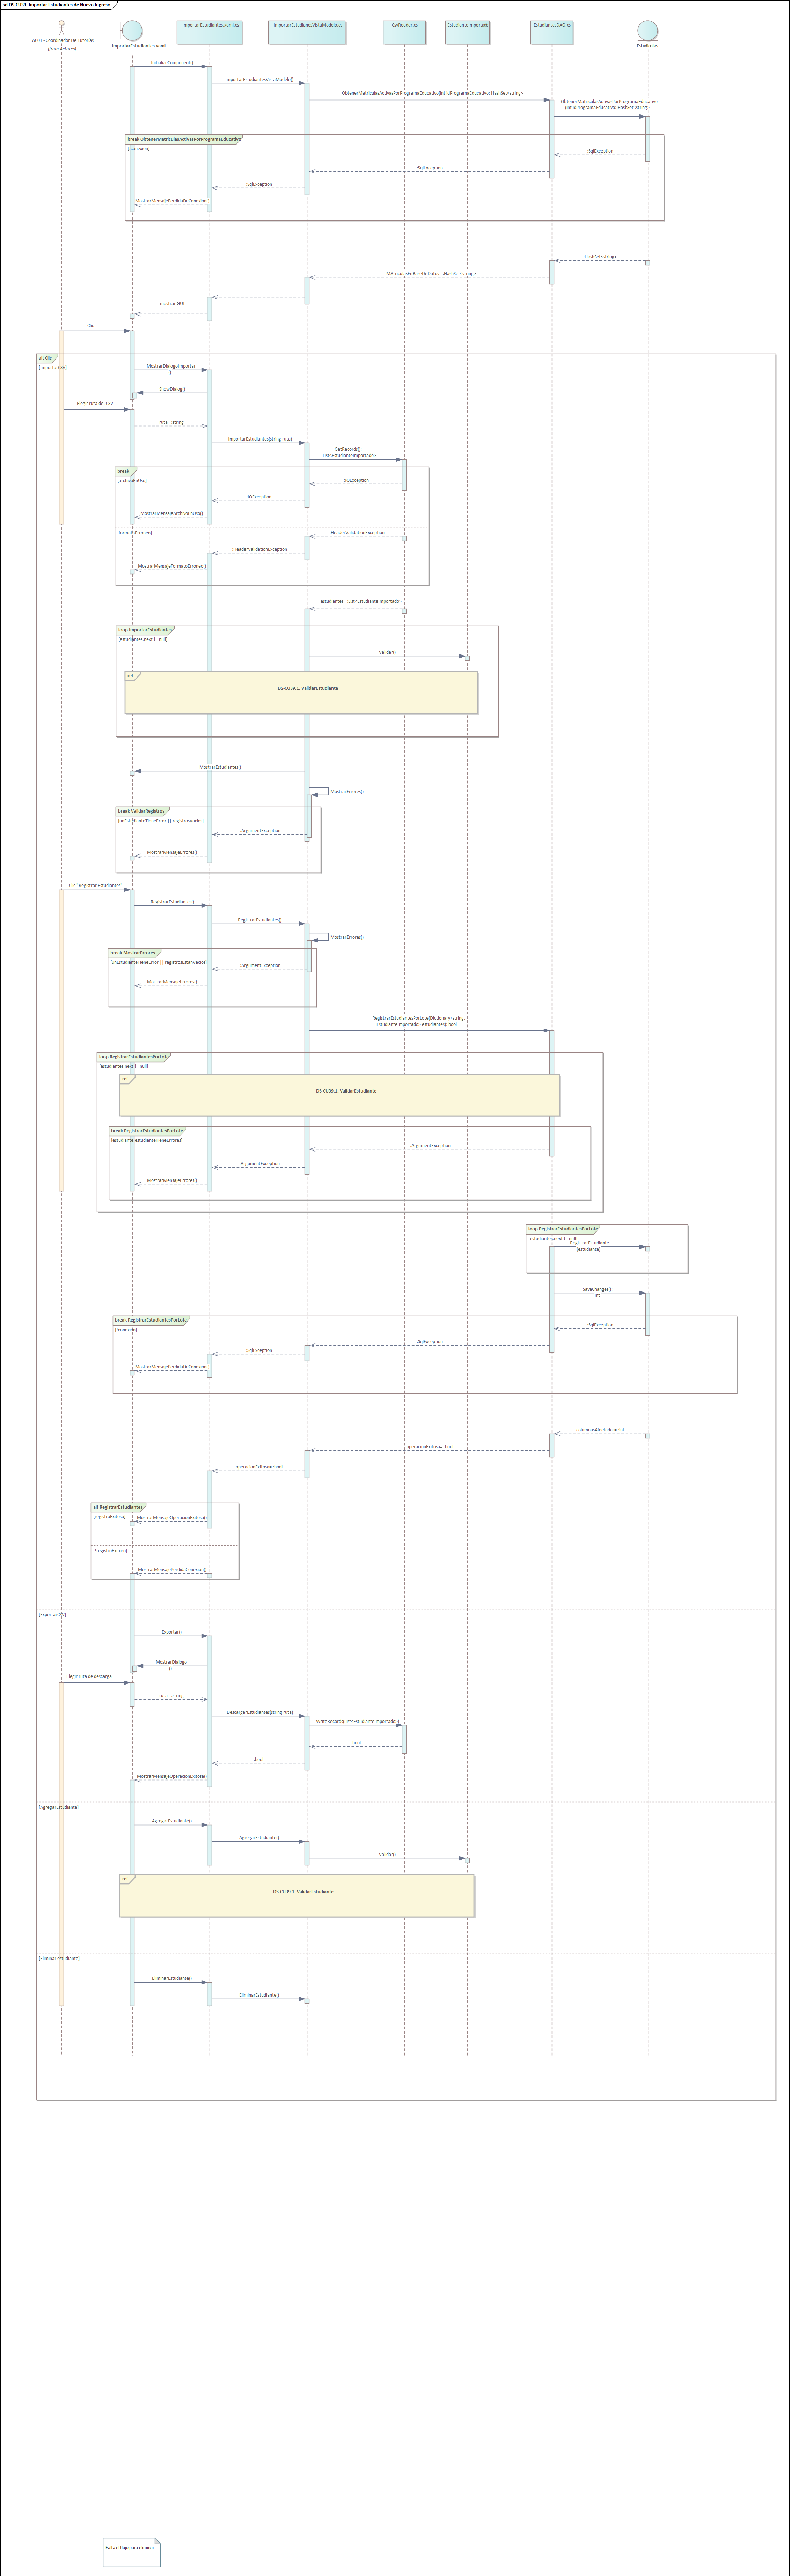 sd DS-CU39. Importar Estudiantes de Nuevo Ingreso
ACO3 - Coordinador De Tutorías
(from Actores)
ImportarEstudiantes.xaml
ImportarEstudiantes.xaml.cs
ImportarEstudianesVistaModelo.cs
CsvReader.cs
EstudianteImportado
EstudiantesDAO.cs
Estudiantes
InitializeComponent()
ImportarEstudiantesVistaModelo()
ObtenerMatriculasActivasPorProgramaEducativo(int idProgramaEducativo: HashSet<string>
ObtenerMatriculasActivasPorProgramaEducativo
(int idProgramaEducativo: HashSet<string>
break ObtenerMatriculasActivasPorProgramaEducativo
[!conexion]
:SqlException
:SqlException
:SqlException
MostrarMensajePerdidaDeConexion()
:HashSet<string>
MAtriculasEnBaseDeDatos= :HashSet<string>
mostrar GUI
Clic
alt Clic
[ImportarCSV]
MostrarDialogoImportar
()
ShowDialog()
Elegir ruta de .CSV
ruta= :string
ImportarEstudiantes(string ruta)
GetRecords():
List<EstudianteImportado>
break
[archivoEnUso]
:IOException
:IOException
MostrarMensajeArchivoEnUso()
[formatoErroneo]
:HeaderValidationException
:HeaderValidationException
MostrarMensajeFormatoErroneo()
estudiantes= :List<EstudianteImportado>
loop ImportarEstudiantes
[estudiantes.next != null]
Validar()
ref
DS-CU39.1. ValidarEstudiante
MostrarEstudiantes()
MostrarErrores()
break ValidarRegistros
[unEstudianteTieneError || registrosVacios]
:ArgumentException
MostrarMensajeErrores()
Clic "Registrar Estudiantes"
RegistrarEstudiantes()
RegistrarEstudiantes()
MostrarErrores()
break MostrarErrores
[unEstudianteTieneError || registrosEstanVacios]
:ArgumentException
MostrarMensajeErrores()
RegistrarEstudiantesPorLote(Dictionary<string,
EstudianteImportado> estudiantes): bool
loop RegistrarEstudiantesPorLote
[estudiantes.next != null]
ref
DS-CU39.1. ValidarEstudiante
break RegistrarEstudiantesPorLote
[estudiante.estudianteTieneErrores]
:ArgumentException
:ArgumentException
MostrarMensajeErrores()
loop RegistrarEstudiantesPorLote
[estudiantes.next != null]
RegistrarEstudiante
(estudiante)
SaveChanges():
int
break RegistrarEstudiantesPorLote
[!conexión]
:SqlException
:SqlException
:SqlException
MostrarMensajePerdidaDeConexion()
columnasAfectadas= :int
operacionExitosa= :bool
operacionExitosa= :bool
alt RegistrarEstudiantes
[registroExitoso]
MostrarMensajeOperacionExitosa()
[!registroExitoso]
MostrarMensajePerdidaConexion()
[ExportarCSV]
Exportar()
MostrarDialogo
()
Elegir ruta de descarga
ruta= :string
DescargarEstudiantes(string ruta)
WriteRecords(List<EstudianteImportado>)
:bool
:bool
MostrarMensajeOperacionExitosa()
[AgregarEstudiante]
AgregarEstudiante()
AgregarEstudiante()
Validar()
ref
DS-CU39.1. ValidarEstudiante
[Eliminar estudiante]
EliminarEstudiante()
EliminarEstudiante()
Falta el flujo para eliminar